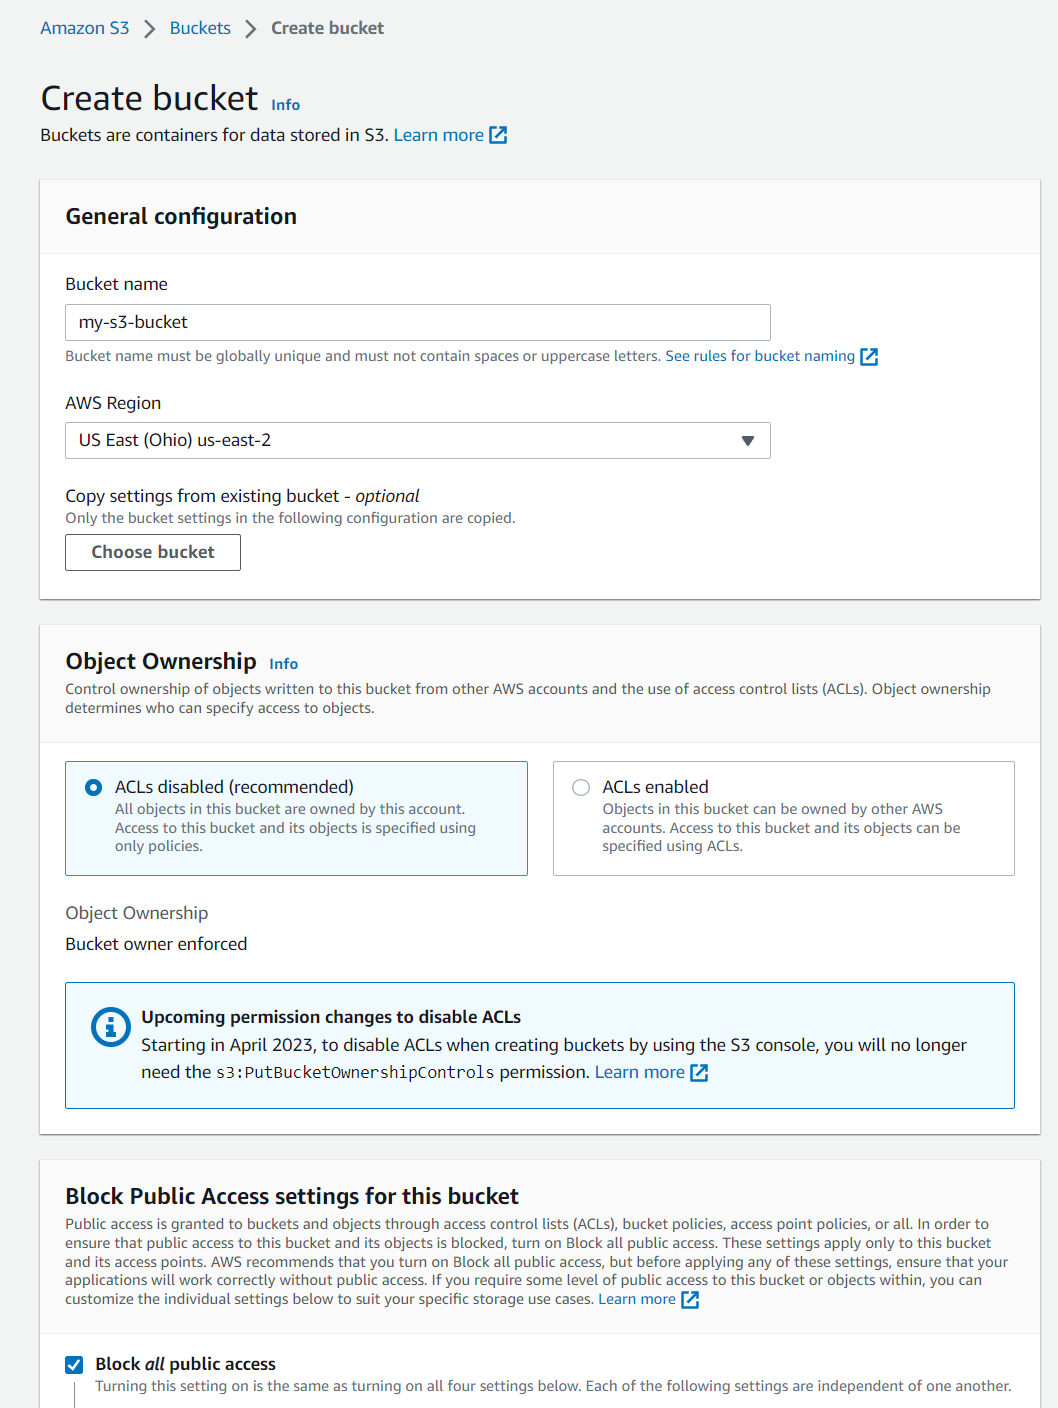 Amazon S3 > Buckets > Create bucket
Create bucket Info
Buckets are containers for data stored in S3. Learn more
General configuration
Bucket name
my-s3-bucket
Bucket name must be globally unique and must not contain spaces or uppercase letters. See rules for bucket naming
AWS Region
US East (Ohio) us-east-2
Copy settings from existing bucket - optional
Only the bucket settings in the following configuration are copied.
Choose bucket
Object Ownership Info
Control ownership of objects written to this bucket from other AWS accounts and the use of access control lists (ACLs). Object ownership
determines who can specify access to objects.
ACLs disabled (recommended)
All objects in this bucket are owned by this account.
Access to this bucket and its objects is specified using
only policies.
ACLs enabled
Objects in this bucket can be owned by other AWS
accounts. Access to this bucket and its objects can be
specified using ACLs.
Object Ownership
Bucket owner enforced
Upcoming permission changes to disable ACLs
Starting in April 2023, to disable ACLs when creating buckets by using the S3 console, you will no longer
need the s3:PutBucketOwnershipControls permission. Learn more
Block Public Access settings for this bucket
Public access is granted to buckets and objects through access control lists (ACLs), bucket policies, access point policies, or all. In order to
ensure that public access to this bucket and its objects is blocked, turn on Block all public access. These settings apply only to this bucket
and its access points. AWS recommends that you turn on Block all public access, but before applying any of these settings, ensure that your
applications will work correctly without public access. If you require some level of public access to this bucket or objects within, you can
customize the individual settings below to suit your specific storage use cases. Learn more
Block all public access
Turning this setting on is the same as turning on all four settings below. Each of the following settings are independent of one another.